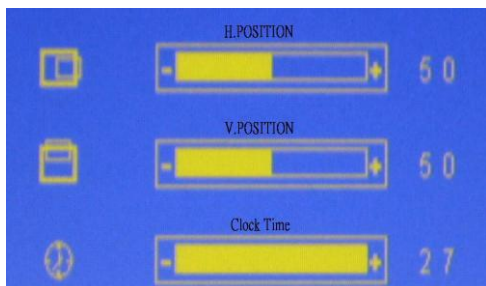 H.POSITION
- + 50
V.POSITION
- + 50
Clock Time
- + 27